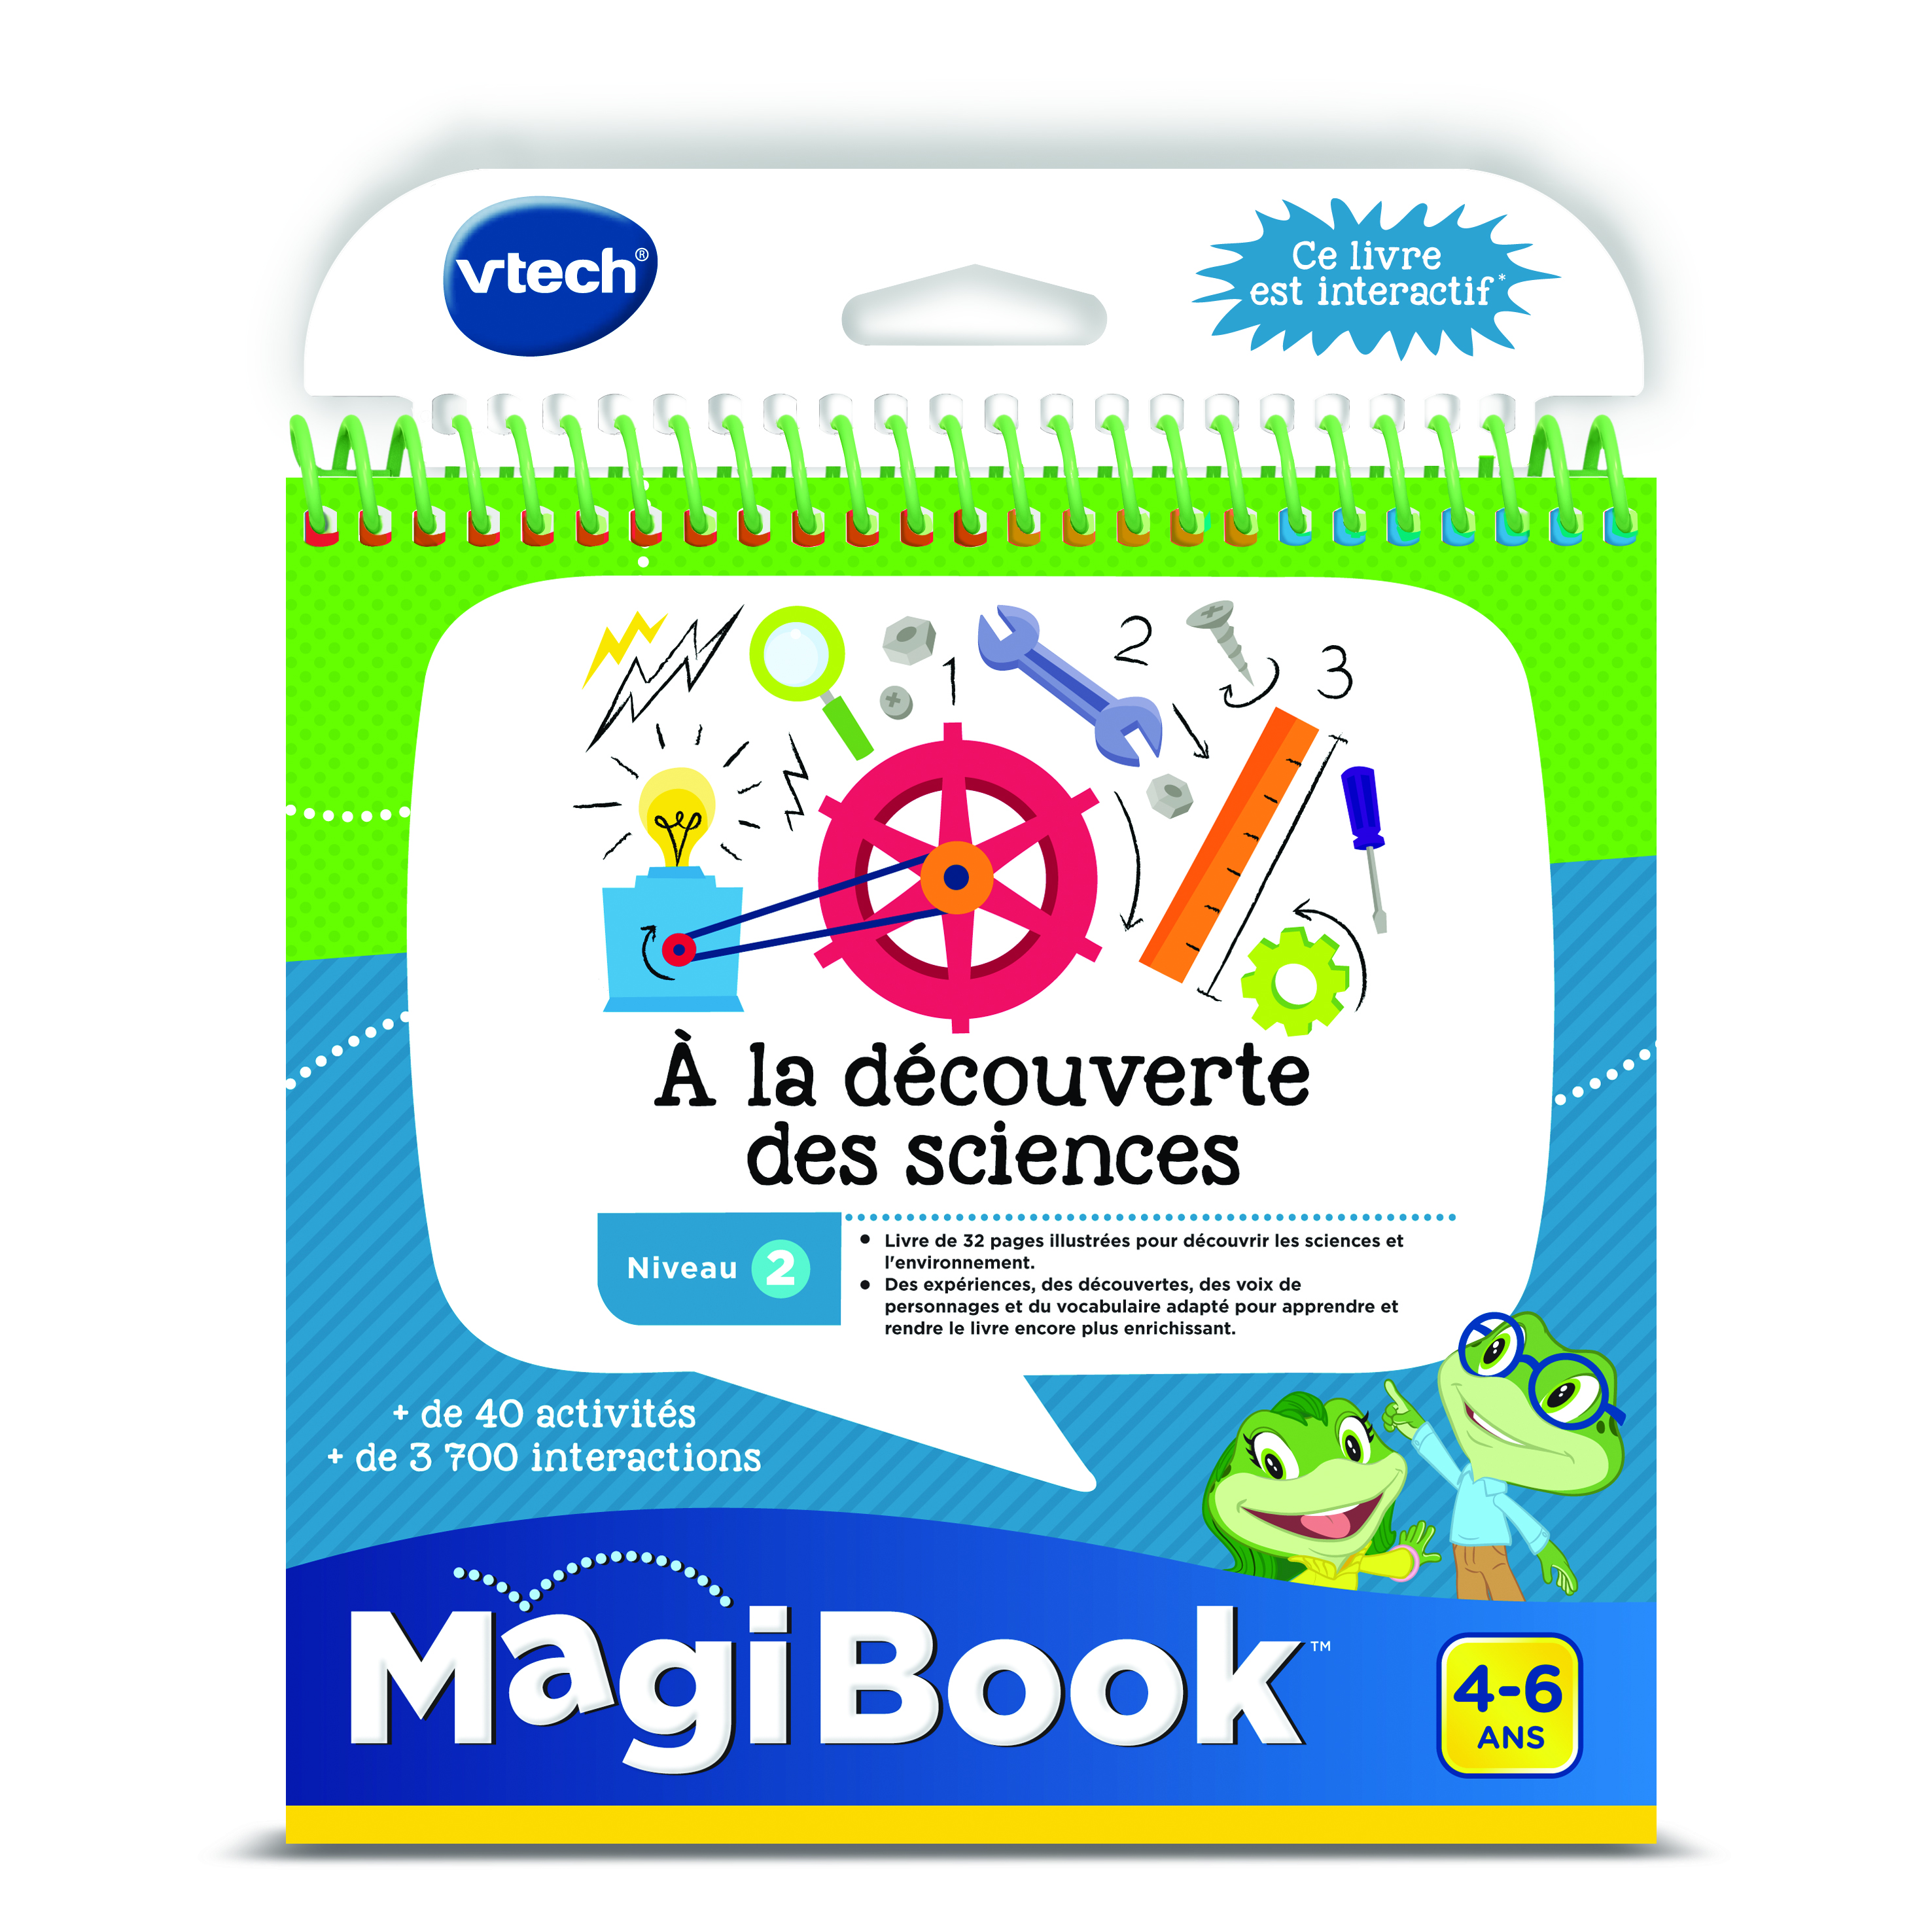 vtech®
Ce livre
est interactif*
1
2
3
À la découverte
des sciences
Niveau 2
• Livre de 32 pages illustrées pour découvrir les sciences et
l'environnement.
• Des expériences, des découvertes, des voix de
personnages et du vocabulaire adapté pour apprendre et
rendre le livre encore plus enrichissant.
+ de 40 activités
+ de 3 700 interactions
MagiBook™
4-6
ANS